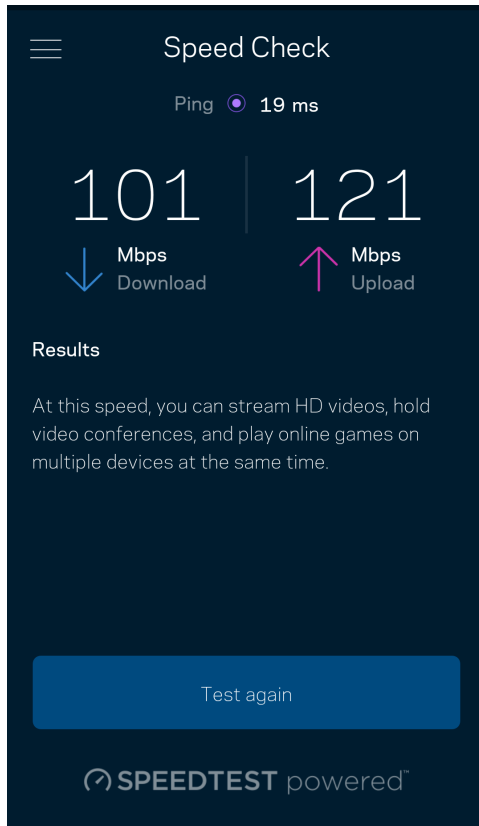 Speed Check
Ping 19 ms
101 121
Mbps Mbps
Download Upload
Results
At this speed, you can stream HD videos, hold
video conferences, and play online games on
multiple devices at the same time.
Test again
SPEEDTEST powered™